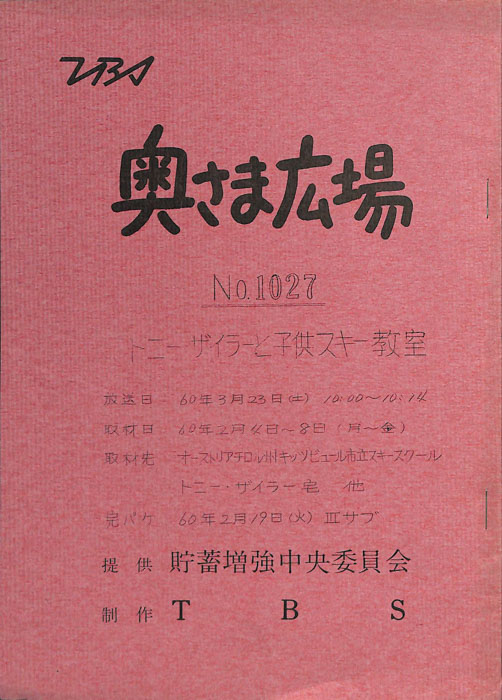 TBS
奥さま広場
No.1027
トニー ザイラーと子供スキー教室
放送日 60年3月23日(土) 10:00〜10:14
取材日 60年2月4日〜8日(月〜金)
取材先 オーストリアチロル州キッツビュール市立スキースクール
トニー・ザイラー宅 他
完パケ 60年2月19日(火) Ⅲサブ
提供 貯蓄増強中央委員会
制作 TBS